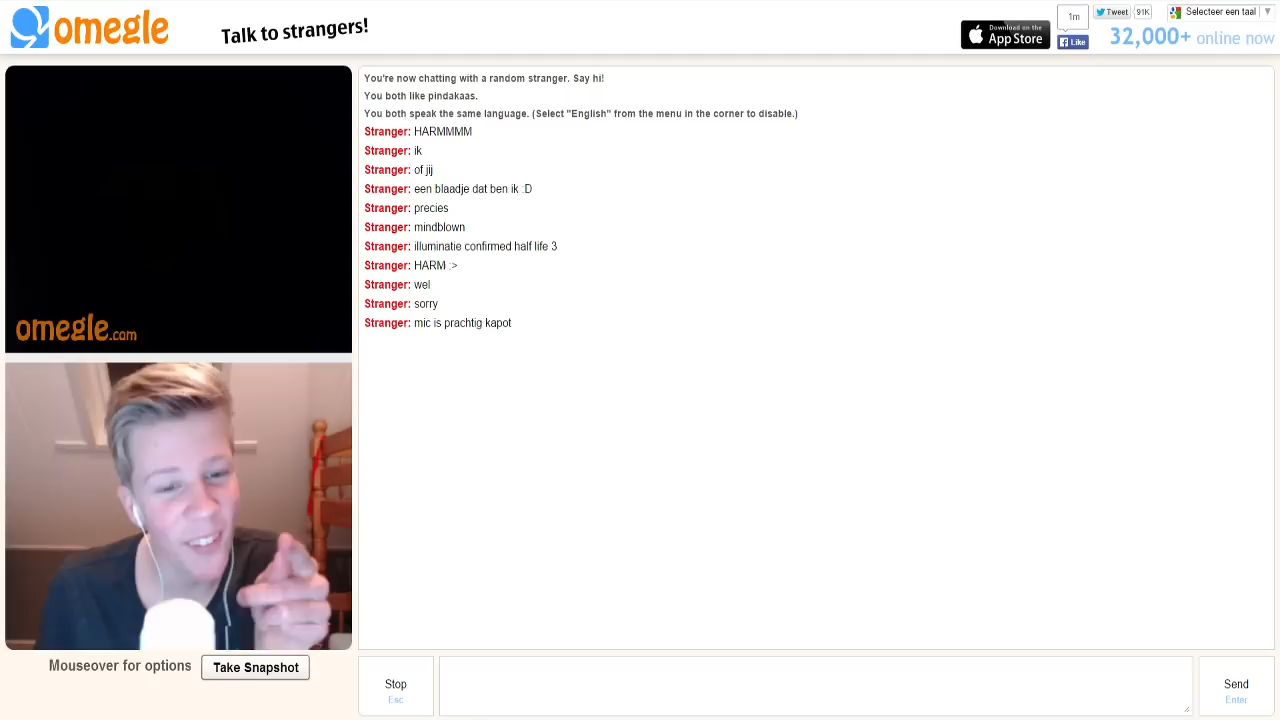 omegle
Talk to strangers!
Download on the
App Store
1m
Like
Tweet
91K
Selecteer een taal
32,000+ online now
omegle.com
You're now chatting with a random stranger. Say hi!
You both like pindakaas.
You both speak the same language. (Select "English" from the menu in the corner to disable.)
Stranger: HARMMMM
Stranger: ik
Stranger: of jij
Stranger: een blaadje dat ben ik :D
Stranger: precies
Stranger: mindblown
Stranger: illuminatie confirmed half life 3
Stranger: HARM :>
Stranger: wel
Stranger: sorry
Stranger: mic is prachtig kapot
Mouseover for options
Take Snapshot
Stop
Esc
Send
Enter